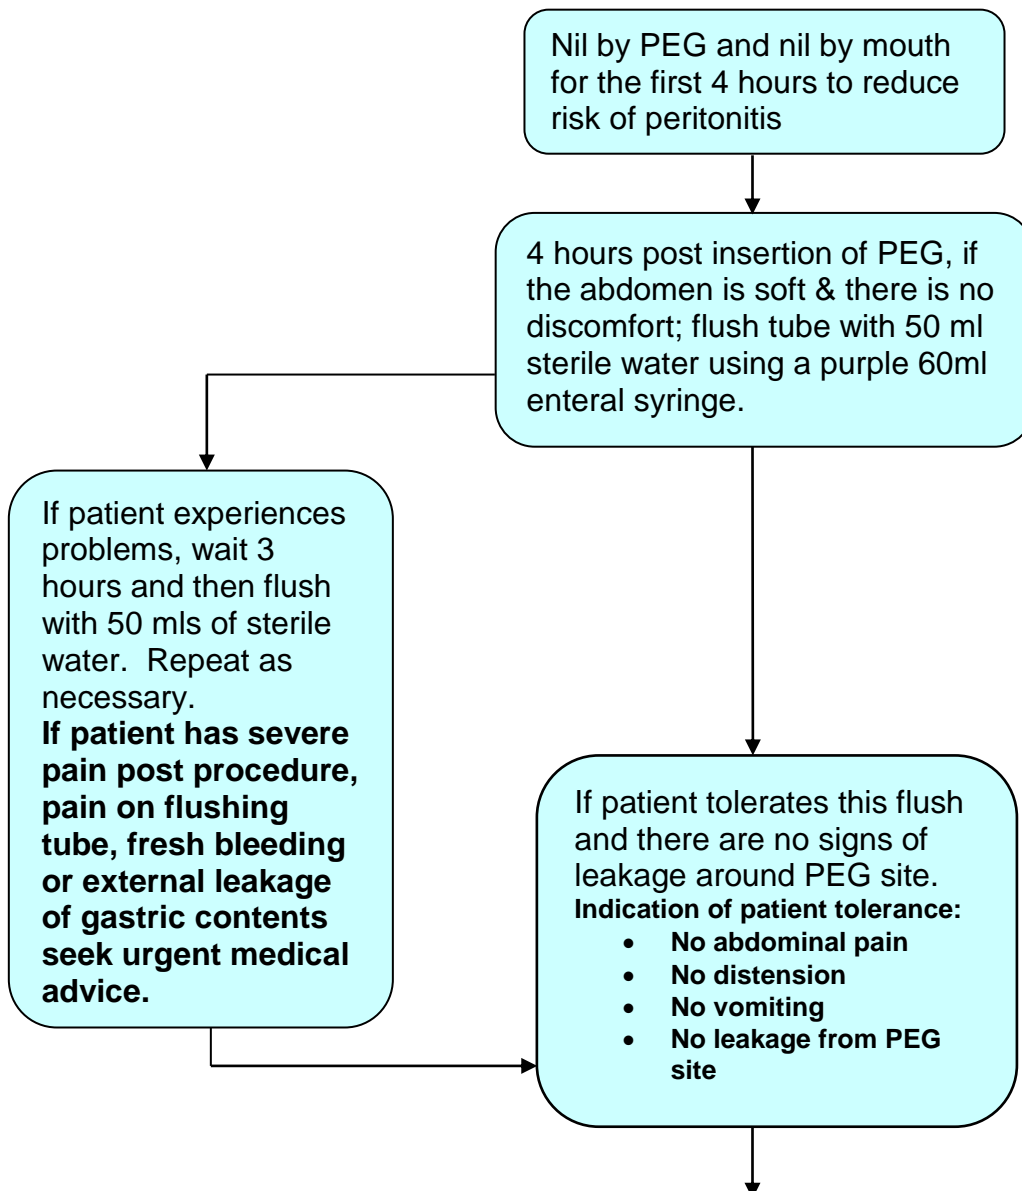 Nil by PEG and nil by mouth
for the first 4 hours to reduce
risk of peritonitis
4 hours post insertion of PEG, if
the abdomen is soft & there is no
discomfort; flush tube with 50 ml
sterile water using a purple 60ml
enteral syringe.
If patient experiences
problems, wait 3
hours and then flush
with 50 mls of sterile
water.  Repeat as
necessary.
If patient has severe
pain post procedure,
pain on flushing
tube, fresh bleeding
or external leakage
of gastric contents
seek urgent medical
advice.
If patient tolerates this flush
and there are no signs of
leakage around PEG site.
Indication of patient tolerance:
• No abdominal pain
• No distension
• No vomiting
• No leakage from PEG
site